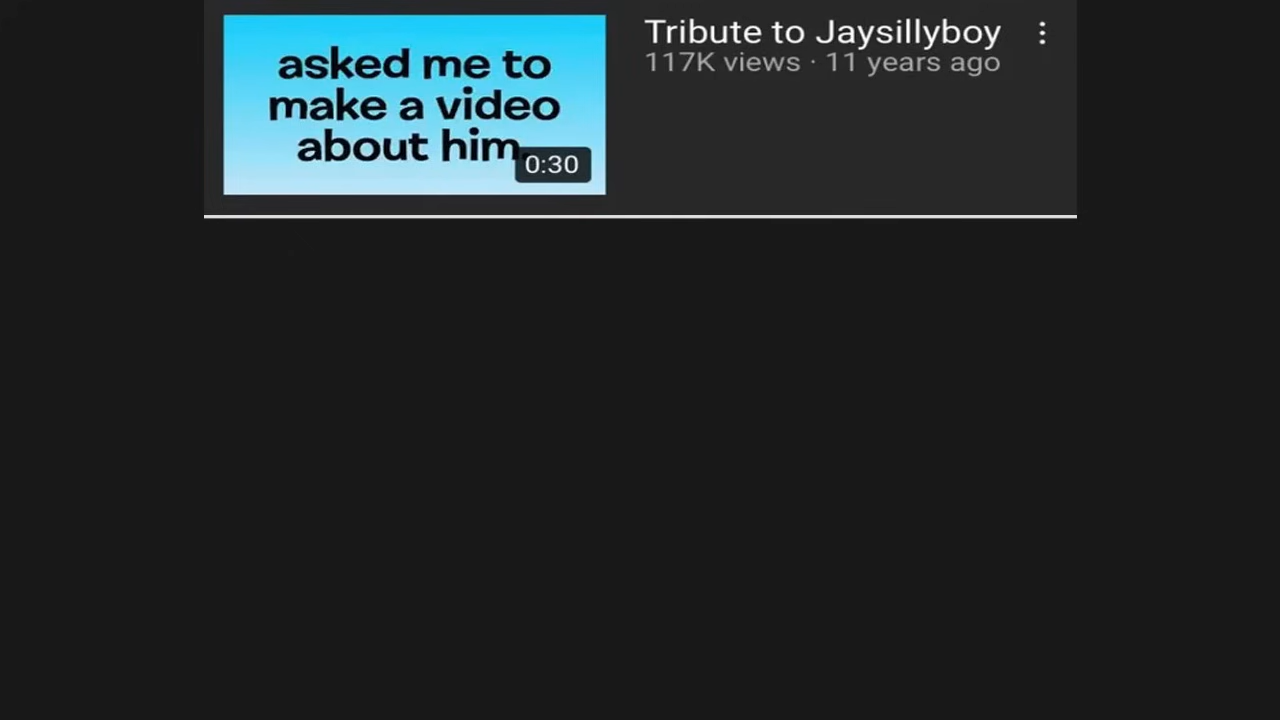 asked me to
make a video
about him.
0:30
Tribute to Jaysillyboy
117K views · 11 years ago